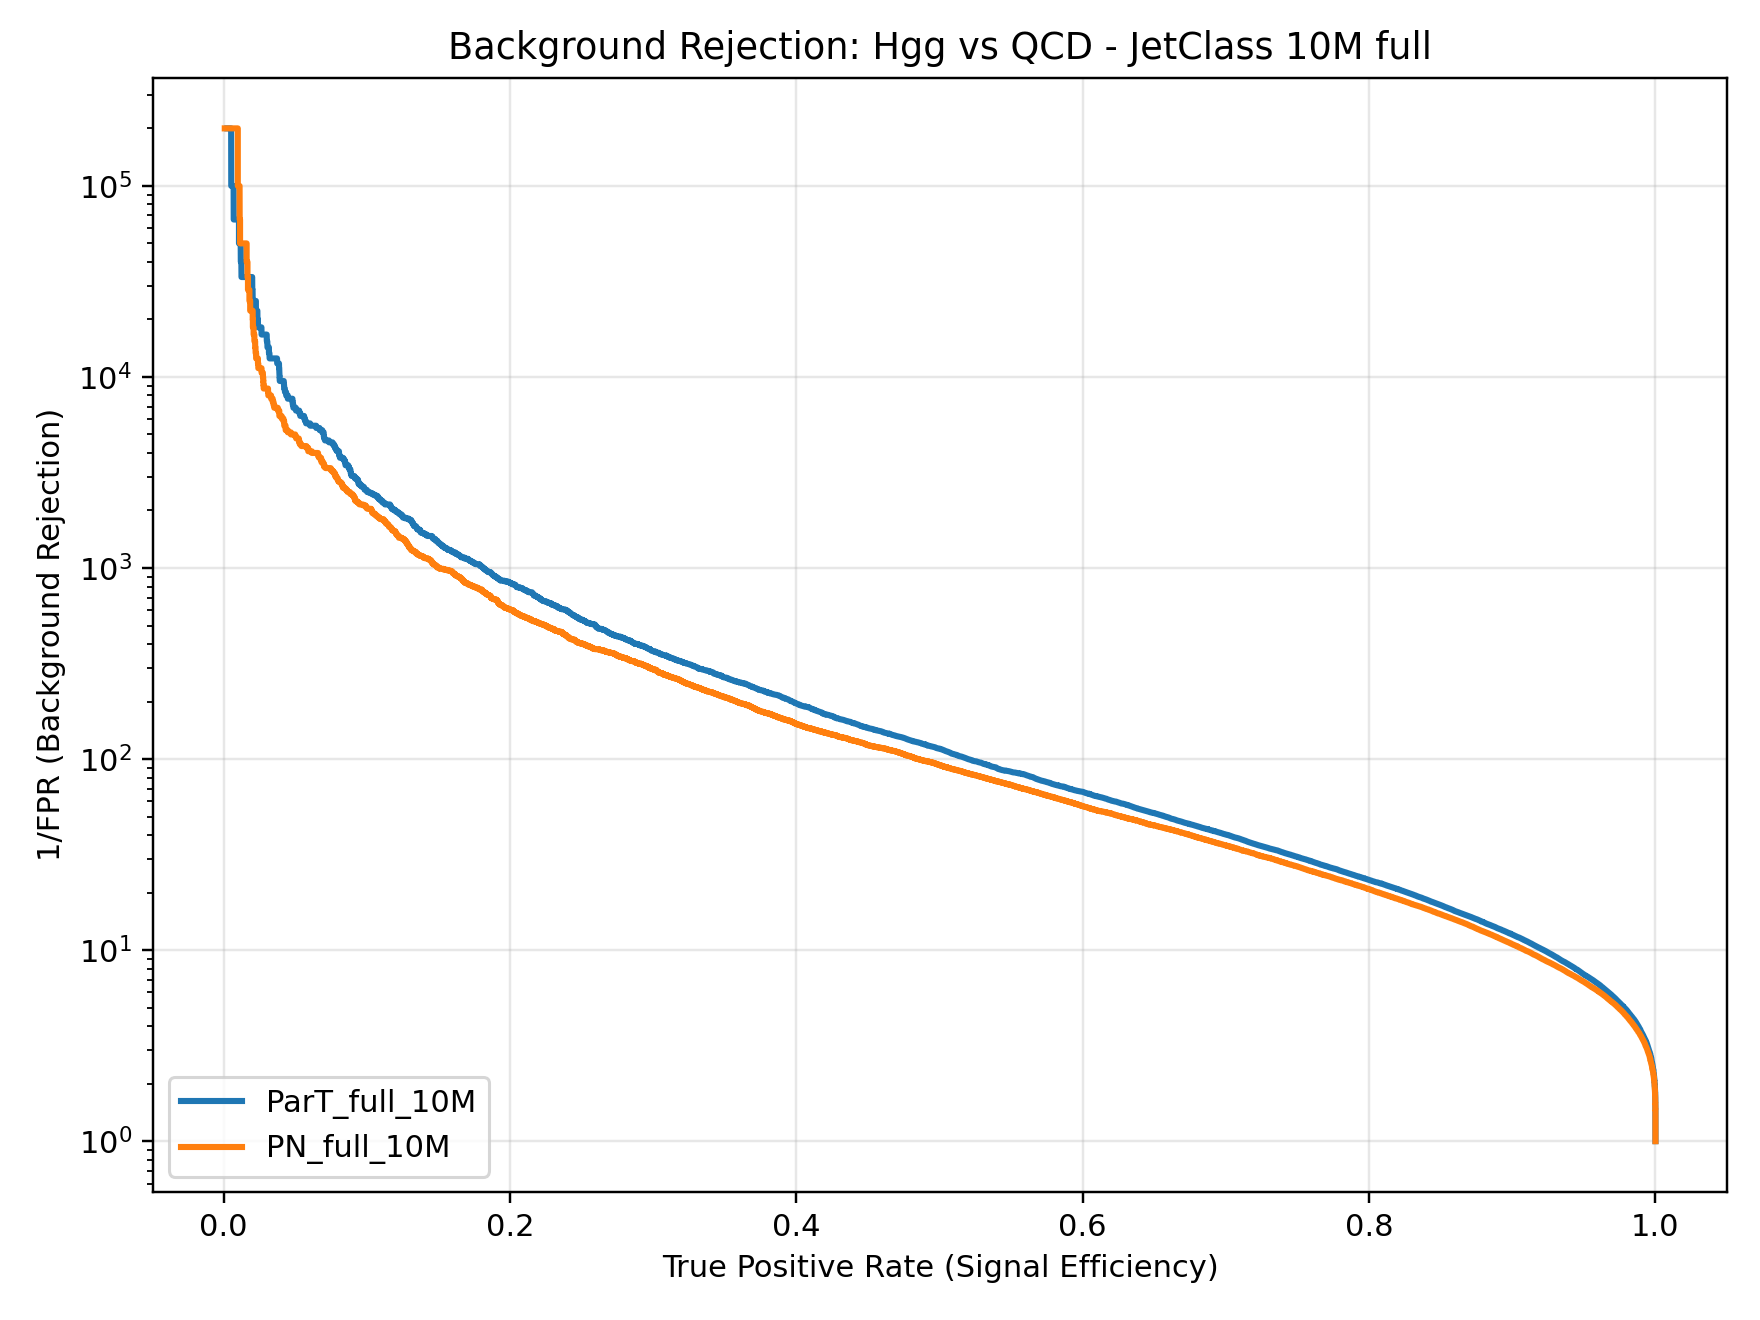 Background Rejection: Hgg vs QCD - JetClass 10M full
1/FPR (Background Rejection)
10⁵
10⁴
10³
10²
10¹
10⁰
ParT_full_10M
PN_full_10M
0.0 0.2 0.4 0.6 0.8 1.0
True Positive Rate (Signal Efficiency)